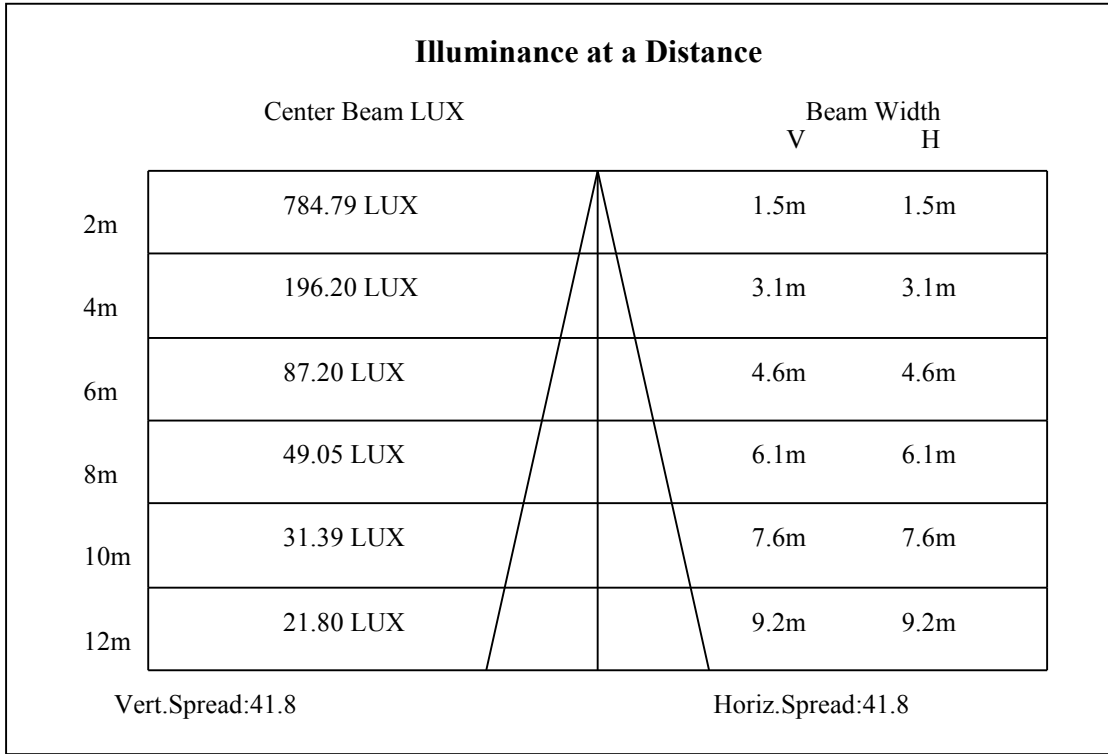 Illuminance at a Distance
Center Beam LUX Beam Width
V H
2m 784.79 LUX 1.5m 1.5m
4m 196.20 LUX 3.1m 3.1m
6m 87.20 LUX 4.6m 4.6m
8m 49.05 LUX 6.1m 6.1m
10m 31.39 LUX 7.6m 7.6m
12m 21.80 LUX 9.2m 9.2m
Vert.Spread:41.8 Horiz.Spread:41.8